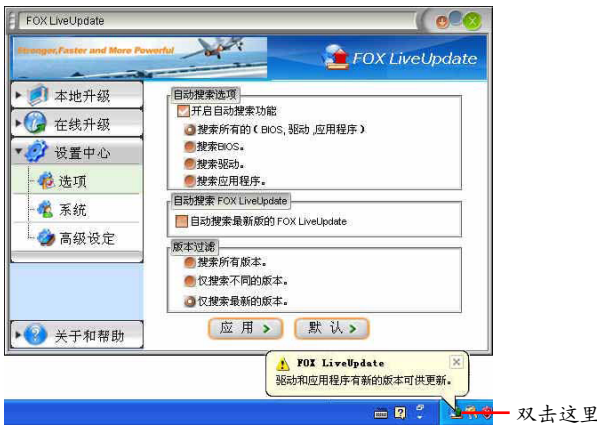 FOX LiveUpdate
Stronger,Faster and More Powerful
FOX LiveUpdate
本地升级
在线升级
设置中心
选项
系统
高级设定
关于和帮助
自动搜索选项
开启自动搜索功能
搜索所有的 ( BIOS, 驱动 ,应用程序 )
搜索BIOS。
搜索驱动。
搜索应用程序。
自动搜索 FOX LiveUpdate
自动搜索最新版的 FOX LiveUpdate
版本过滤
搜索所有版本。
仅搜索不同的版本。
仅搜索最新的版本。
应 用
默 认
FOX LiveUpdate
驱动和应用程序有新的版本可供更新。
双击这里